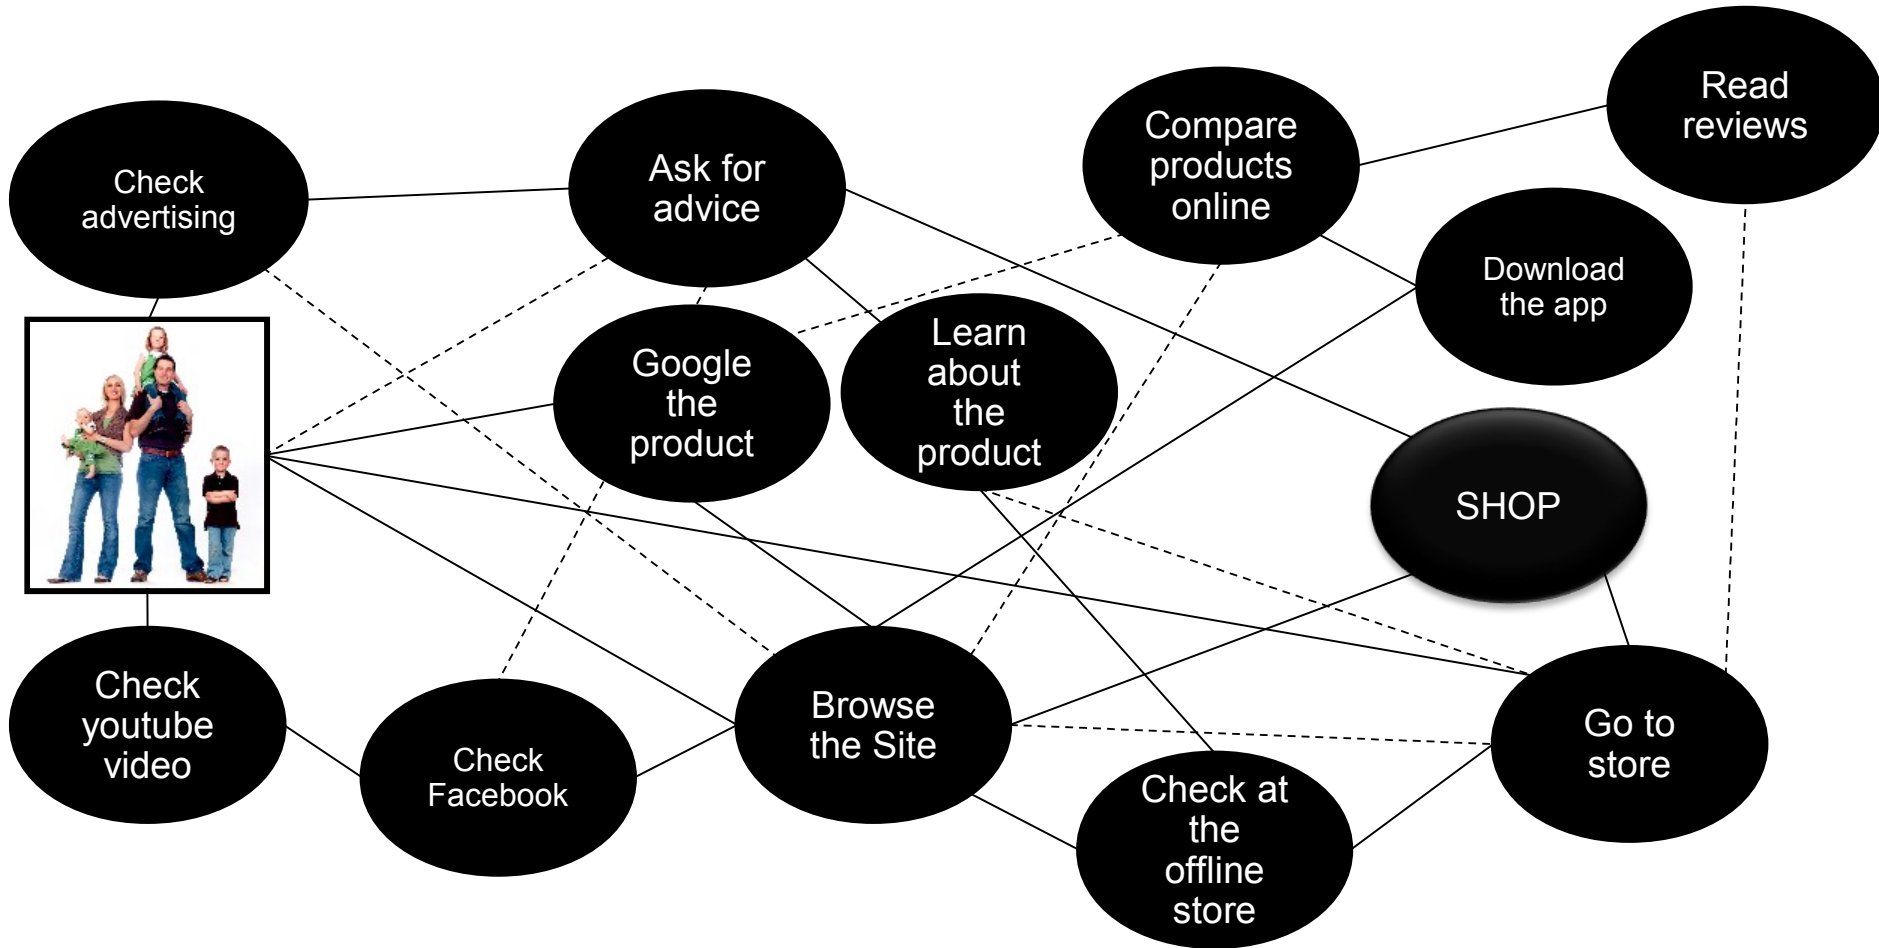 Check
advertising
Ask for
advice
Compare
products
online
Read
reviews
Download
the app
Google
the
product
Learn
about
the
product
SHOP
Check
youtube
video
Check
Facebook
Browse
the Site
Check at
the
offline
store
Go to
store